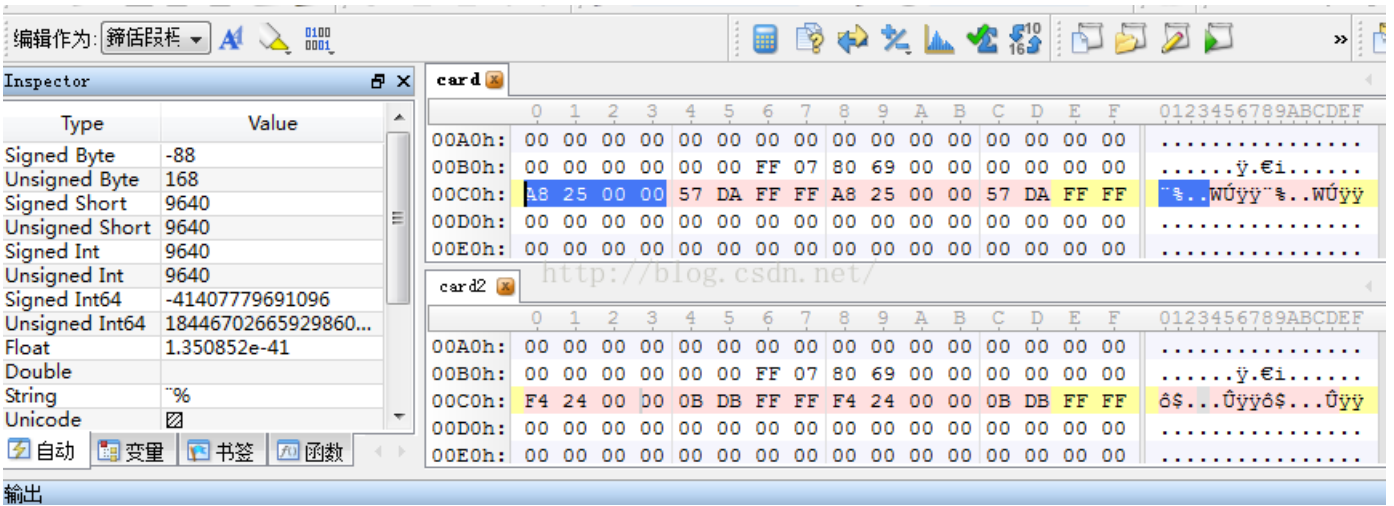 编辑作为:
0100
0001
10
16
»
Inspector
Type Value
Signed Byte -88
Unsigned Byte 168
Signed Short 9640
Unsigned Short 9640
Signed Int 9640
Unsigned Int 9640
Signed Int64 -41407779691096
Unsigned Int64 18446702665929860...
Float 1.350852e-41
Double
String ¨%
Unicode
自动 变量 书签 函数
card
0 1 2 3 4 5 6 7 8 9 A B C D E F 0123456789ABCDEF
00A0h: 00 00 00 00 00 00 00 00 00 00 00 00 00 00 00 00 ................
00B0h: 00 00 00 00 00 00 FF 07 80 69 00 00 00 00 00 00 ......ÿ.€i......
00C0h: A8 25 00 00 57 DA FF FF A8 25 00 00 57 DA FF FF ¨%..WÚÿÿ¨%..WÚÿÿ
00D0h: 00 00 00 00 00 00 00 00 00 00 00 00 00 00 00 00 ................
00E0h: 00 00 00 00 00 00 00 00 00 00 00 00 00 00 00 00 ................
http://blog.csdn.net/
card2
0 1 2 3 4 5 6 7 8 9 A B C D E F 0123456789ABCDEF
00A0h: 00 00 00 00 00 00 00 00 00 00 00 00 00 00 00 00 ................
00B0h: 00 00 00 00 00 00 FF 07 80 69 00 00 00 00 00 00 ......ÿ.€i......
00C0h: F4 24 00 00 0B DB FF FF F4 24 00 00 0B DB FF FF ô$...Ûÿÿô$...Ûÿÿ
00D0h: 00 00 00 00 00 00 00 00 00 00 00 00 00 00 00 00 ................
00E0h: 00 00 00 00 00 00 00 00 00 00 00 00 00 00 00 00 ................
输出